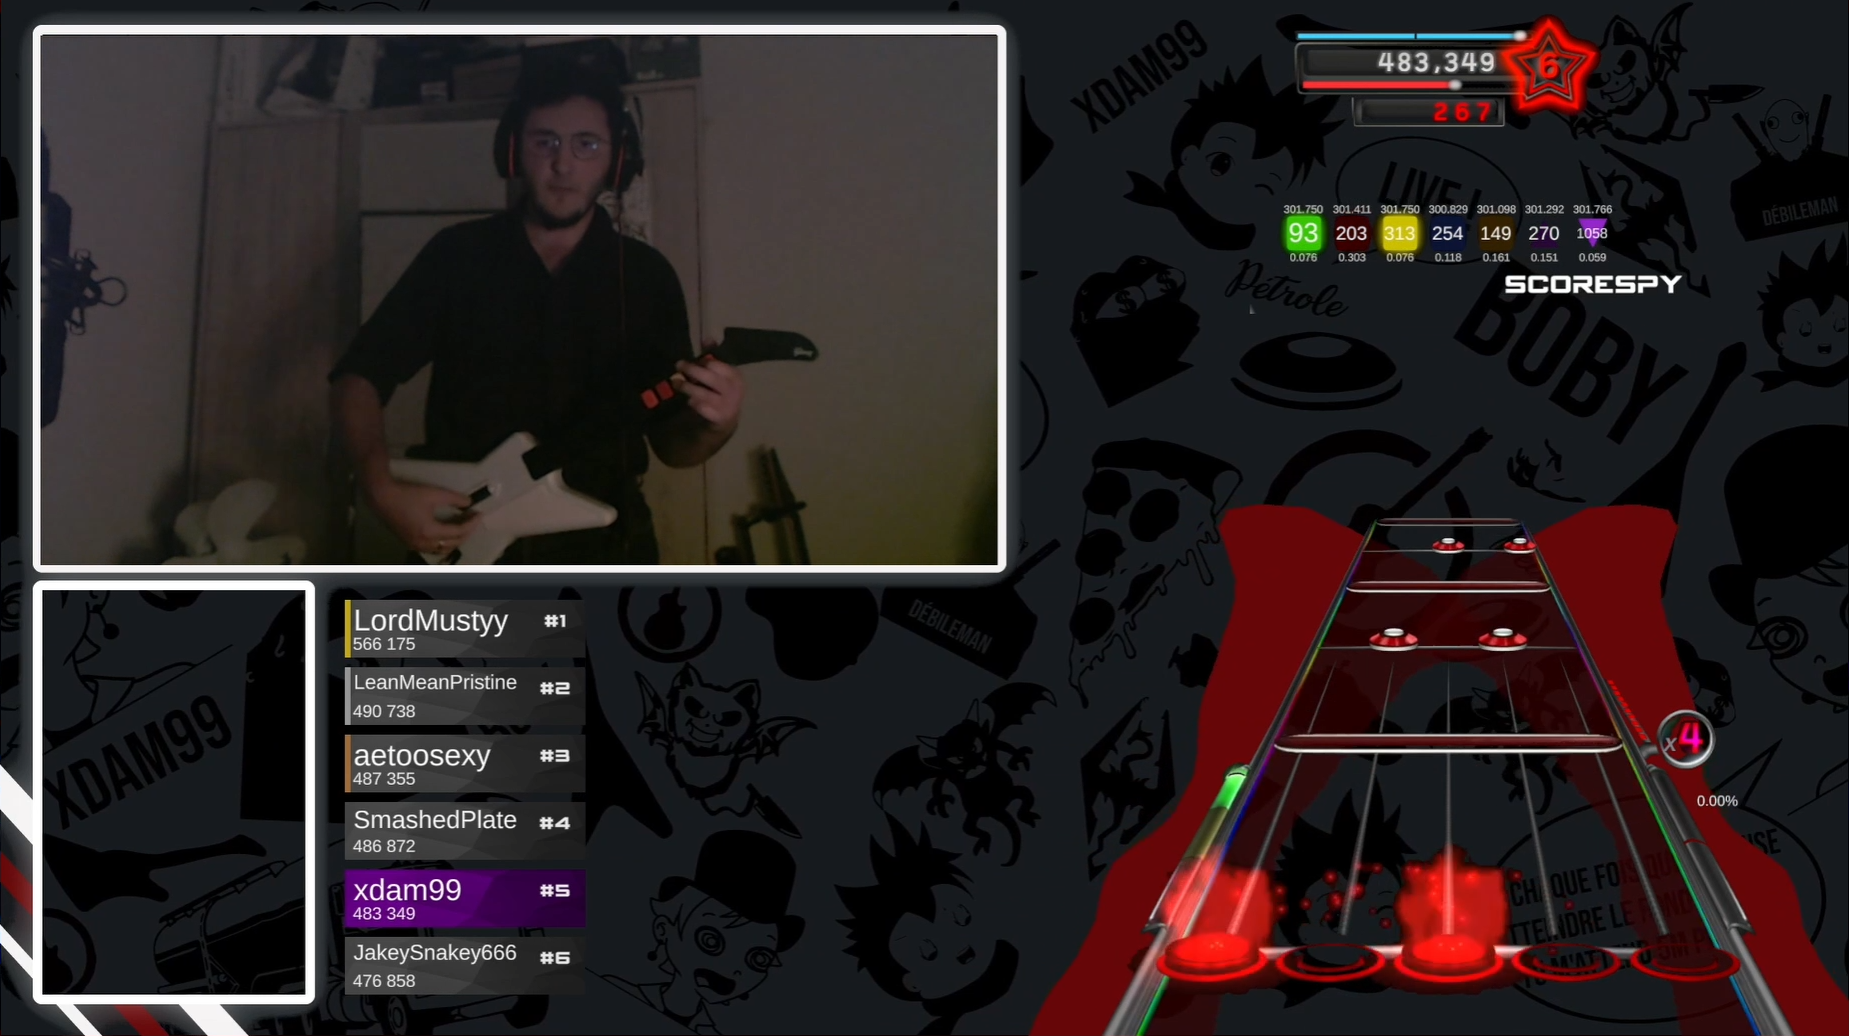 483,349
6
267
XDAM99
LIVE !
DÉBILEMAN
301.750 301.411 301.750 300.829 301.098 301.292 301.766
93 203 313 254 149 270 1058
0.076 0.303 0.076 0.118 0.161 0.151 0.059
SCORESPY
Pétrole
BOBY
LordMustyy #1
566 175
LeanMeanPristine #2
490 738
aetoosexy #3
487 355
SmashedPlate #4
486 872
xdam99 #5
483 349
JakeySnakey666 #6
476 858
XDAM99
DÉBILEMAN
x4
0.00%
CHAQUE FOIS